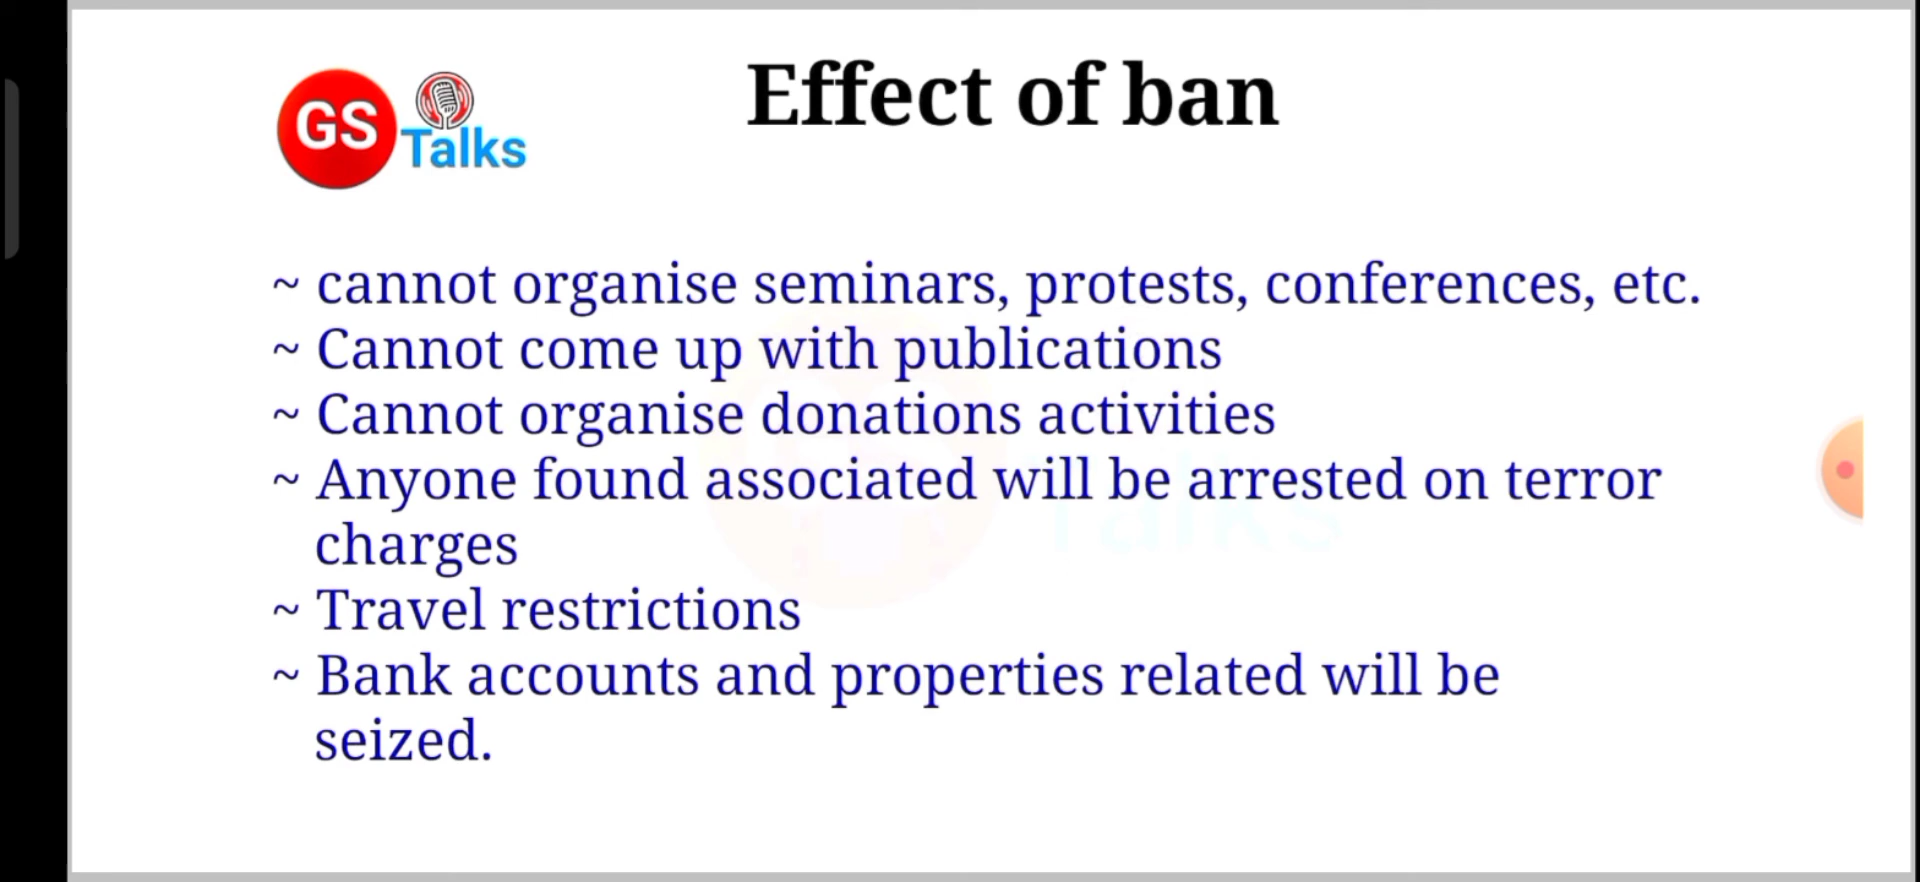 GS
Talks
Effect of ban
~ cannot organise seminars, protests, conferences, etc.
~ Cannot come up with publications
~ Cannot organise donations activities
~ Anyone found associated will be arrested on terror
charges
~ Travel restrictions
~ Bank accounts and properties related will be
seized.
Talks